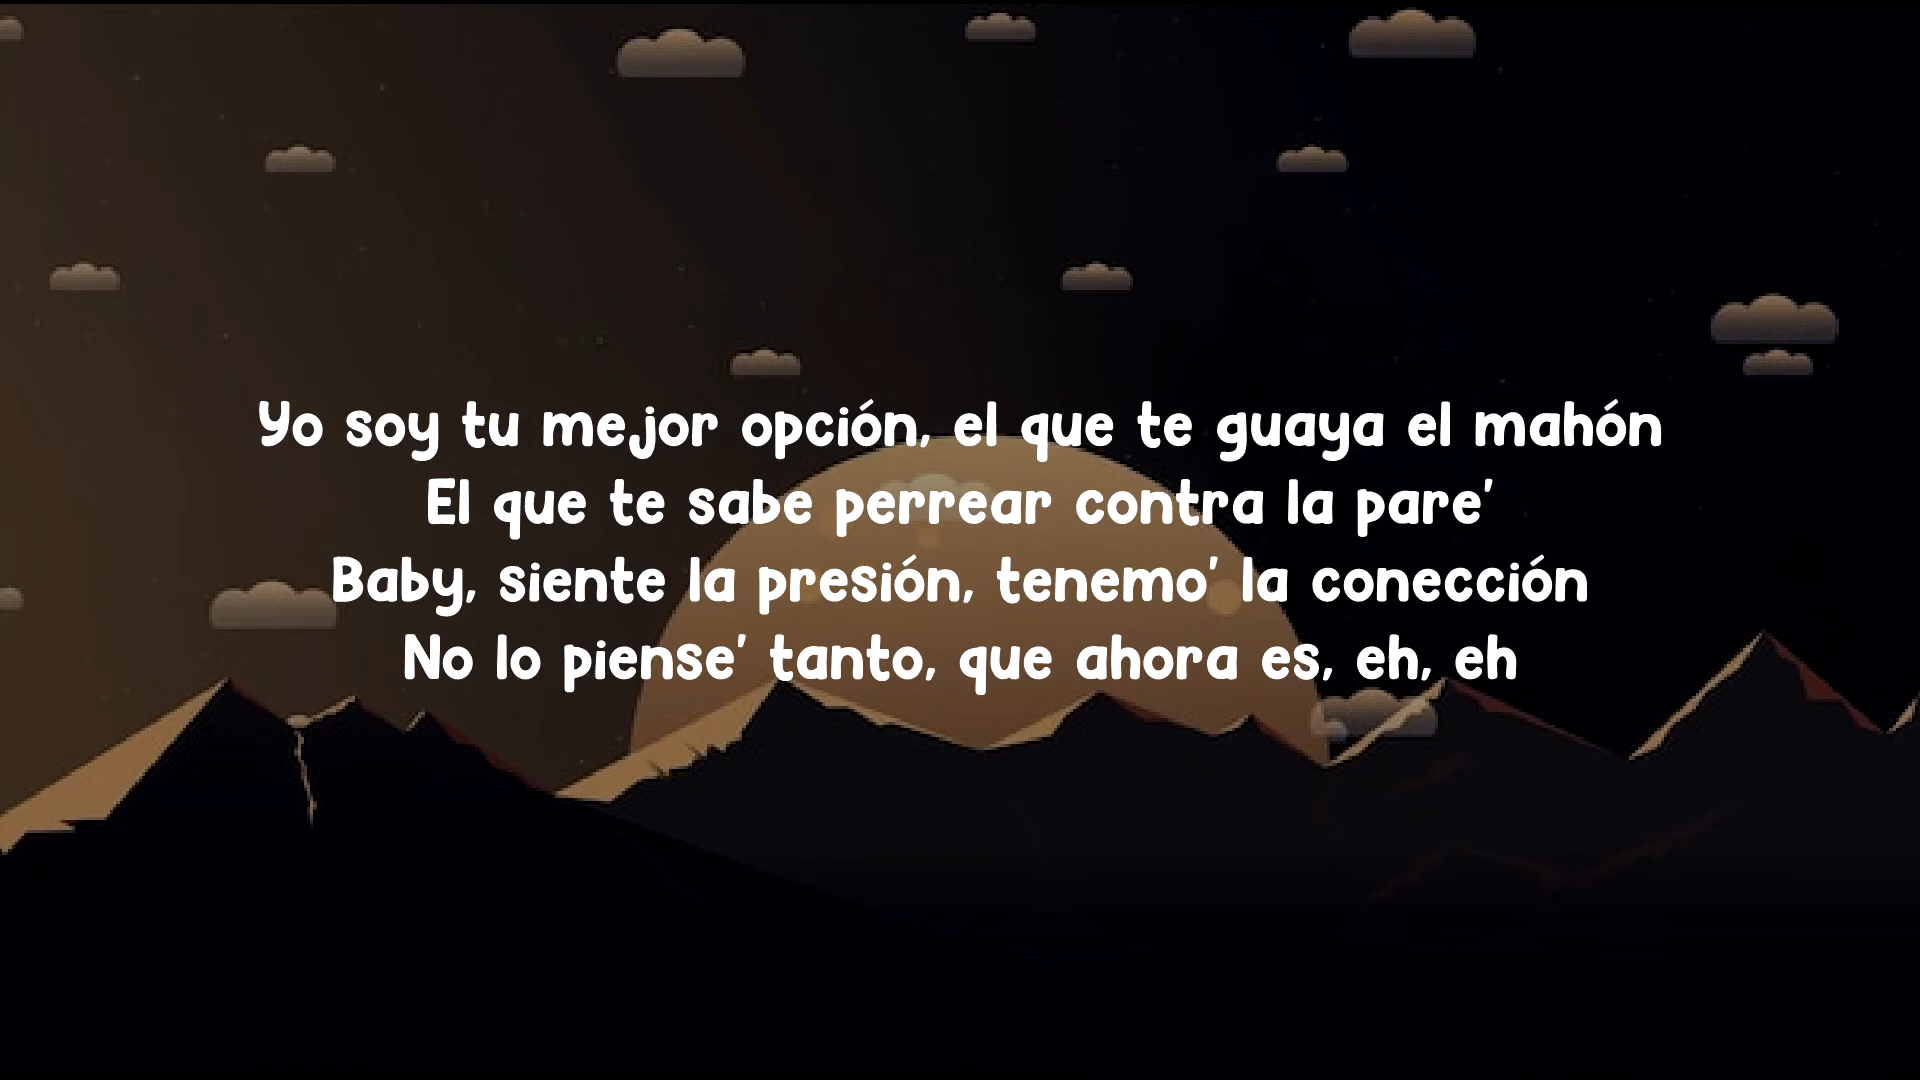 Yo soy tu mejor opción, el que te guaya el mahón
El que te sabe perrear contra la pare'
Baby, siente la presión, tenemo' la conección
No lo piense' tanto, que ahora es, eh, eh